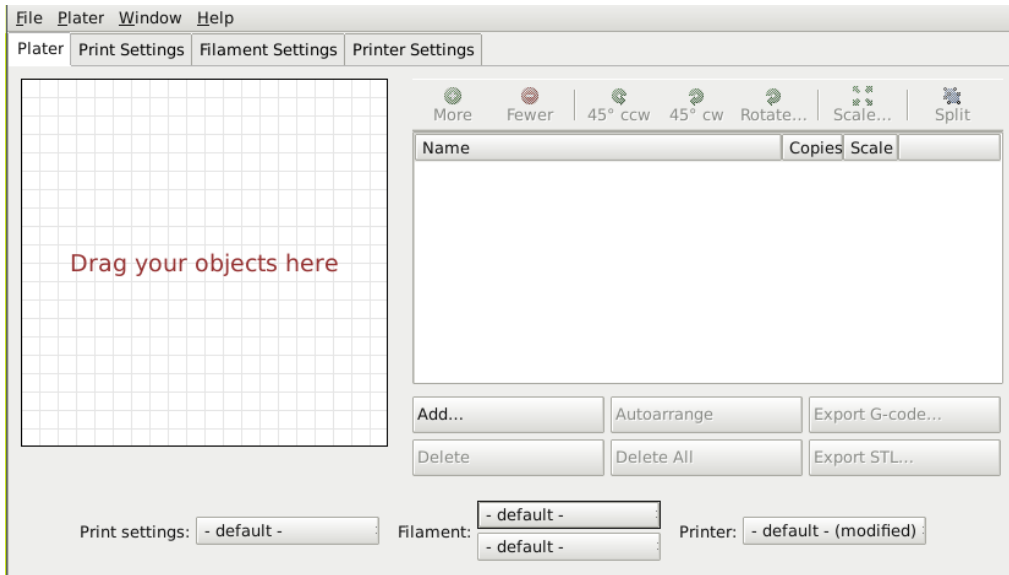 File Plater Window Help
Plater Print Settings Filament Settings Printer Settings
More Fewer 45° ccw 45° cw Rotate... Scale... Split
Name Copies Scale
Drag your objects here
Add... Autoarrange Export G-code...
Delete Delete All Export STL...
Print settings: - default - Filament: - default - Printer: - default - (modified)
- default -